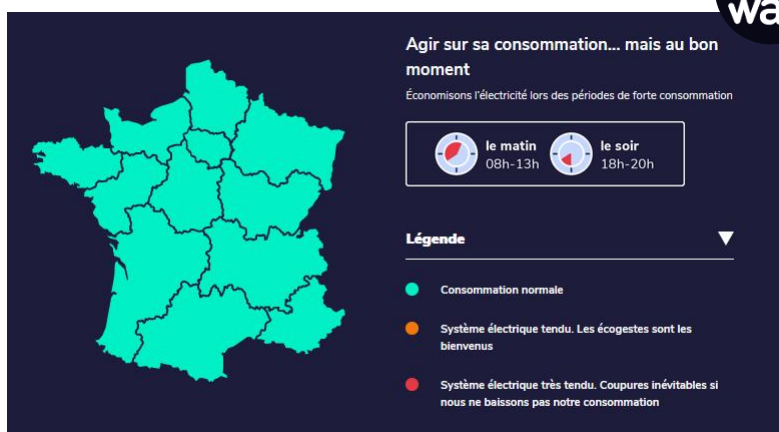 Agir sur sa consommation... mais au bon
moment
Économisons l'électricité lors des périodes de forte consommation
le matin
08h-13h
le soir
18h-20h
Légende
Consommation normale
Système électrique tendu. Les écogestes sont les
bienvenus
Système électrique très tendu. Coupures inévitables si
nous ne baissons pas notre consommation